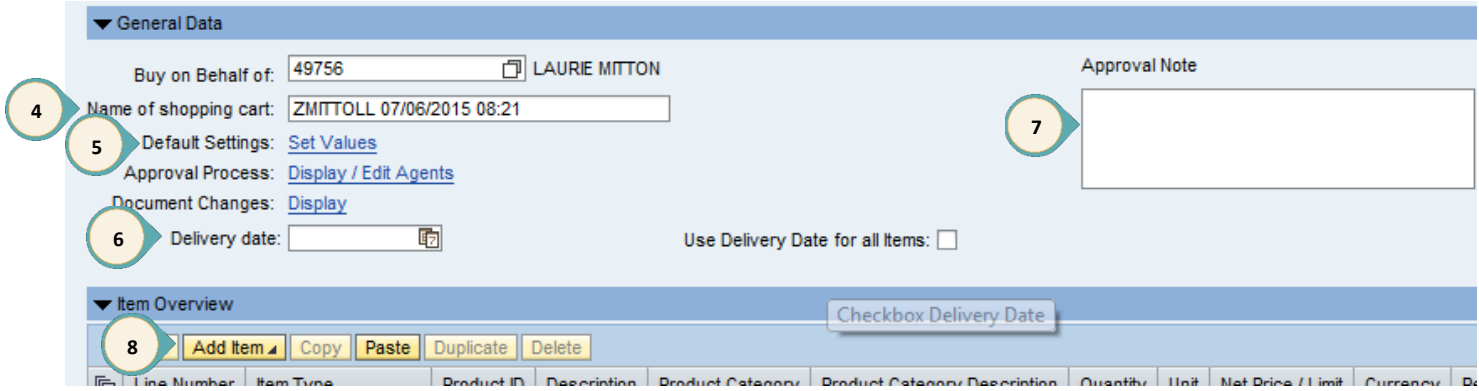 General Data
Buy on Behalf of: 49756 LAURIE MITTON
Approval Note
4 Name of shopping cart: ZMITTOLL 07/06/2015 08:21
7
5 Default Settings: Set Values
Approval Process: Display / Edit Agents
Document Changes: Display
6 Delivery date:
Use Delivery Date for all Items:
Item Overview
Checkbox Delivery Date
8 Add Item Copy Paste Duplicate Delete
Line Number Item Type Product ID Description Product Category Product Category Description Quantity Unit Net Price / Limit Currency